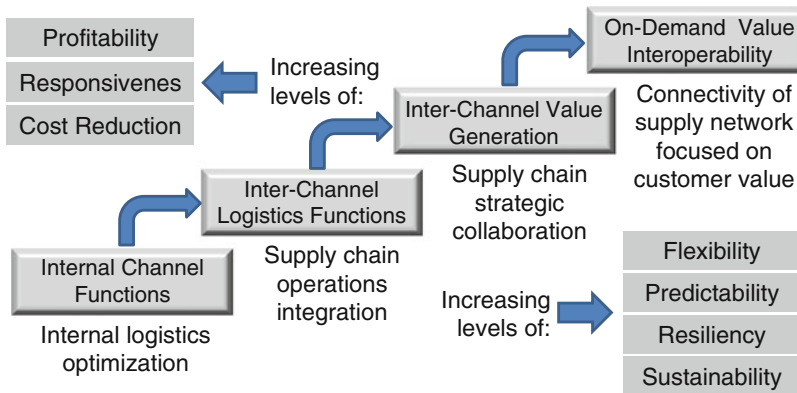 Profitability
Responsivenes
Cost Reduction
Increasing
levels of:
On-Demand Value
Interoperability
Connectivity of
supply network
focused on
customer value
Inter-Channel Value
Generation
Supply chain
strategic
collaboration
Inter-Channel
Logistics Functions
Supply chain
operations
integration
Internal Channel
Functions
Internal logistics
optimization
Increasing
levels of:
Flexibility
Predictability
Resiliency
Sustainability